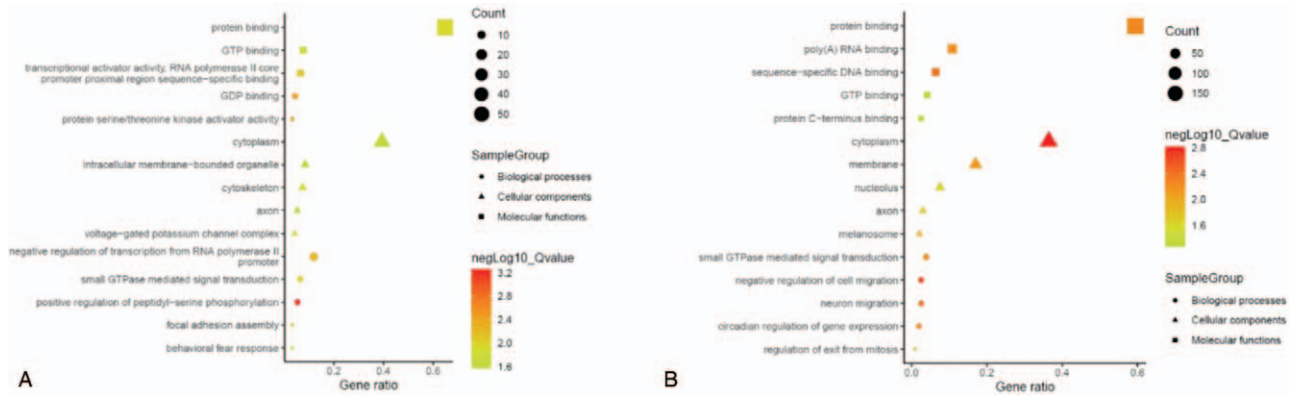 protein binding
GTP binding
transcriptional activator activity, RNA polymerase II core
promoter proximal region sequence-specific binding
GDP binding
protein serine/threonine kinase activator activity
cytoplasm
intracellular membrane-bounded organelle
cytoskeleton
axon
voltage-gated potassium channel complex
negative regulation of transcription from RNA polymerase II
promoter
small GTPase mediated signal transduction
positive regulation of peptidyl-serine phosphorylation
focal adhesion assembly
behavioral fear response
0.2 0.4 0.6
Gene ratio
A
Count
10
20
30
40
50
SampleGroup
Biological processes
Cellular components
Molecular functions
negLog10_Qvalue
3.2
2.8
2.4
2.0
1.6
protein binding
poly(A) RNA binding
sequence-specific DNA binding
GTP binding
protein C-terminus binding
cytoplasm
membrane
nucleolus
axon
melanosome
small GTPase mediated signal transduction
negative regulation of cell migration
neuron migration
circadian regulation of gene expression
regulation of exit from mitosis
0.0 0.2 0.4 0.6
Gene ratio
B
Count
50
100
150
negLog10_Qvalue
2.8
2.4
2.0
1.6
SampleGroup
Biological processes
Cellular components
Molecular functions